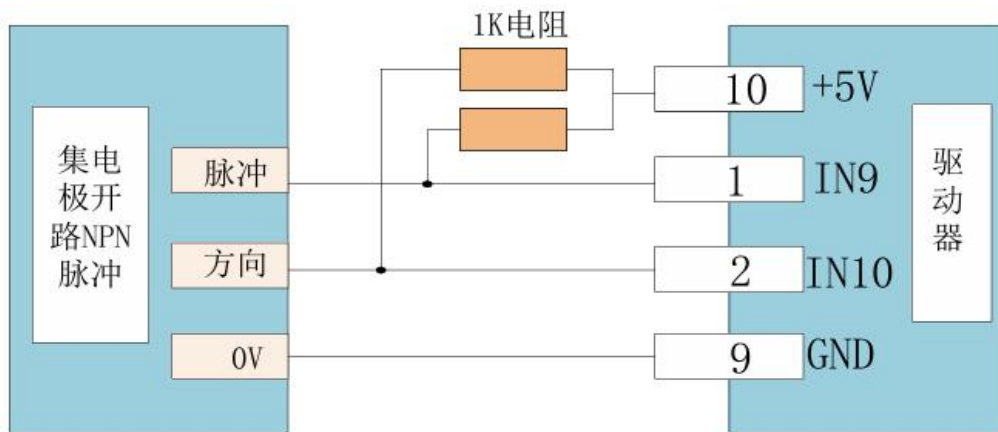 1K电阻
10 +5V
集电
极开
路NPN
脉冲
脉冲
1 IN9
方向
2 IN10
0V
9 GND
驱
动
器